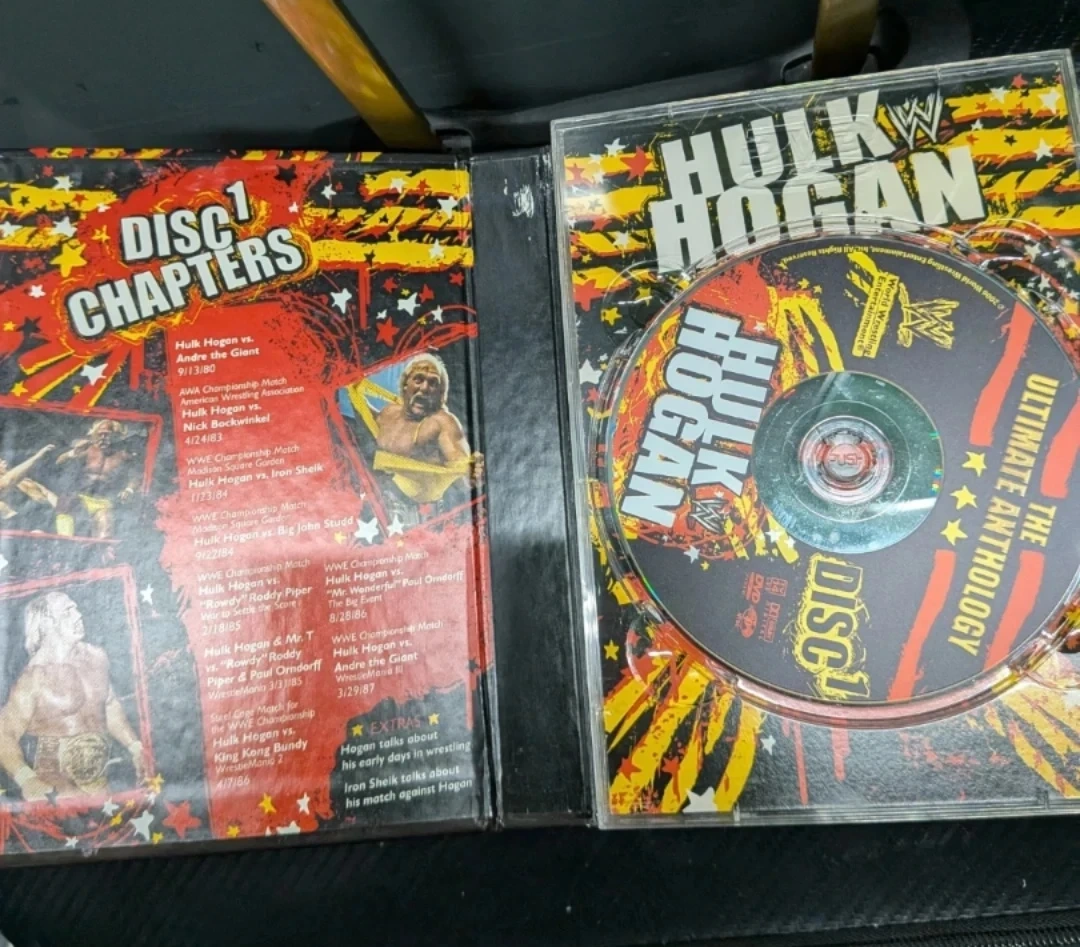 DISC 1
CHAPTERS
Hulk Hogan vs.
Andre the Giant
9/13/80
AWA Championship Match
American Wrestling Association
Hulk Hogan vs.
Nick Bockwinkel
4/24/83
WWE Championship Match
Madison Square Garden
Hulk Hogan vs. Iron Sheik
1/23/84
WWE Championship Match
Madison Square Garden
Hulk Hogan vs. Big John Studd
9/22/84
WWE Championship Match
Hulk Hogan vs.
"Rowdy" Roddy Piper
War to Settle the Score
2/18/85
Hulk Hogan & Mr. T
vs. "Rowdy" Roddy
Piper & Paul Orndorff
WrestleMania 3/31/85
Steel Cage Match for
the WWE Championship
Hulk Hogan vs.
King Kong Bundy
WrestleMania 2
4/7/86
WWE Championship Match
Hulk Hogan vs.
"Mr. Wonderful" Paul Orndorff
The Big Event
8/28/86
WWE Championship Match
Hulk Hogan vs.
Andre the Giant
WrestleMania III
3/29/87
EXTRAS
Hogan talks about
his early days in wrestling
Iron Sheik talks about
his match against Hogan
HULK
HOGAN
HULK
HOGAN
World Wrestling
Entertainment
THE
ULTIMATE ANTHOLOGY
DISC 1
PUSH
DVD